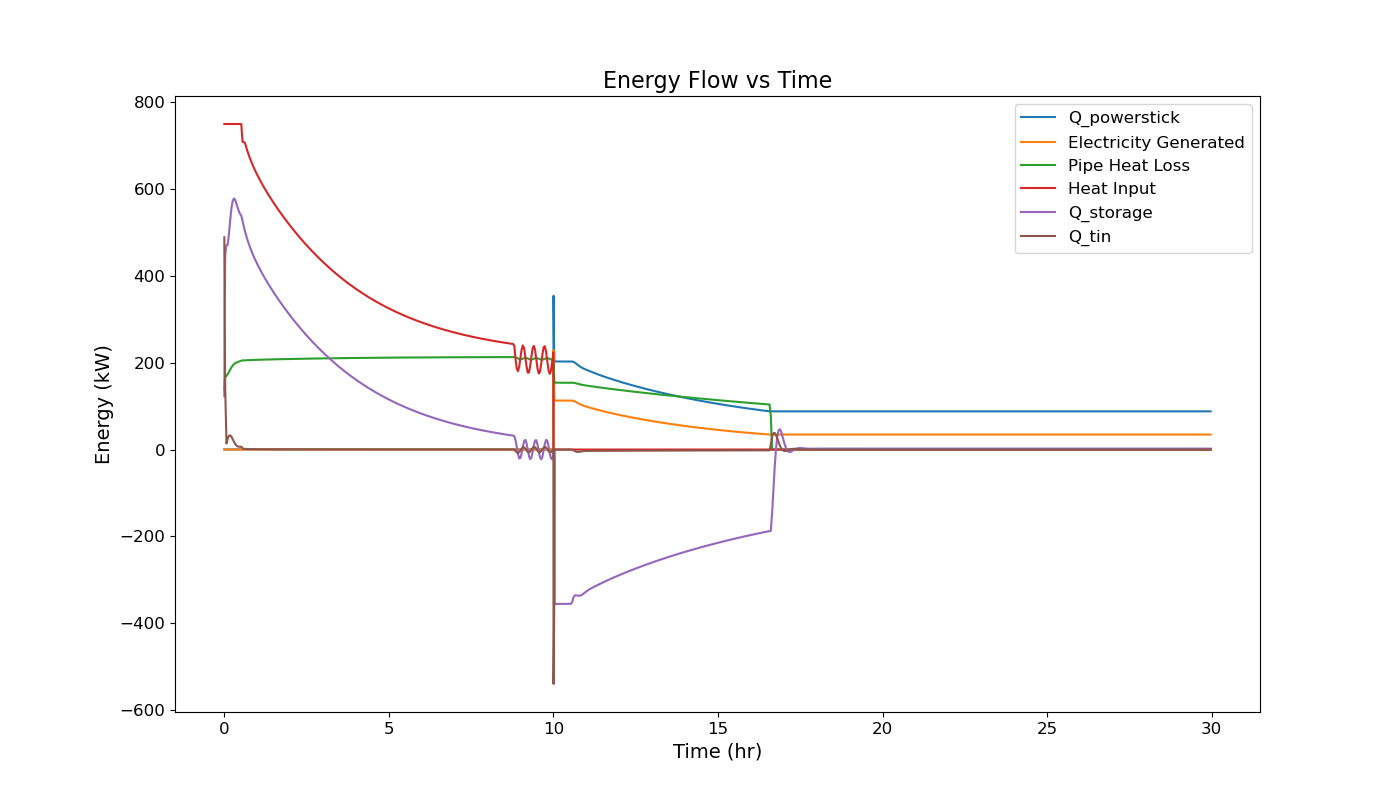 Energy Flow vs Time
Energy (kW)
800
600
400
200
0
−200
−400
−600
Q_powerstick
Electricity Generated
Pipe Heat Loss
Heat Input
Q_storage
Q_tin
0 5 10 15 20 25 30
Time (hr)